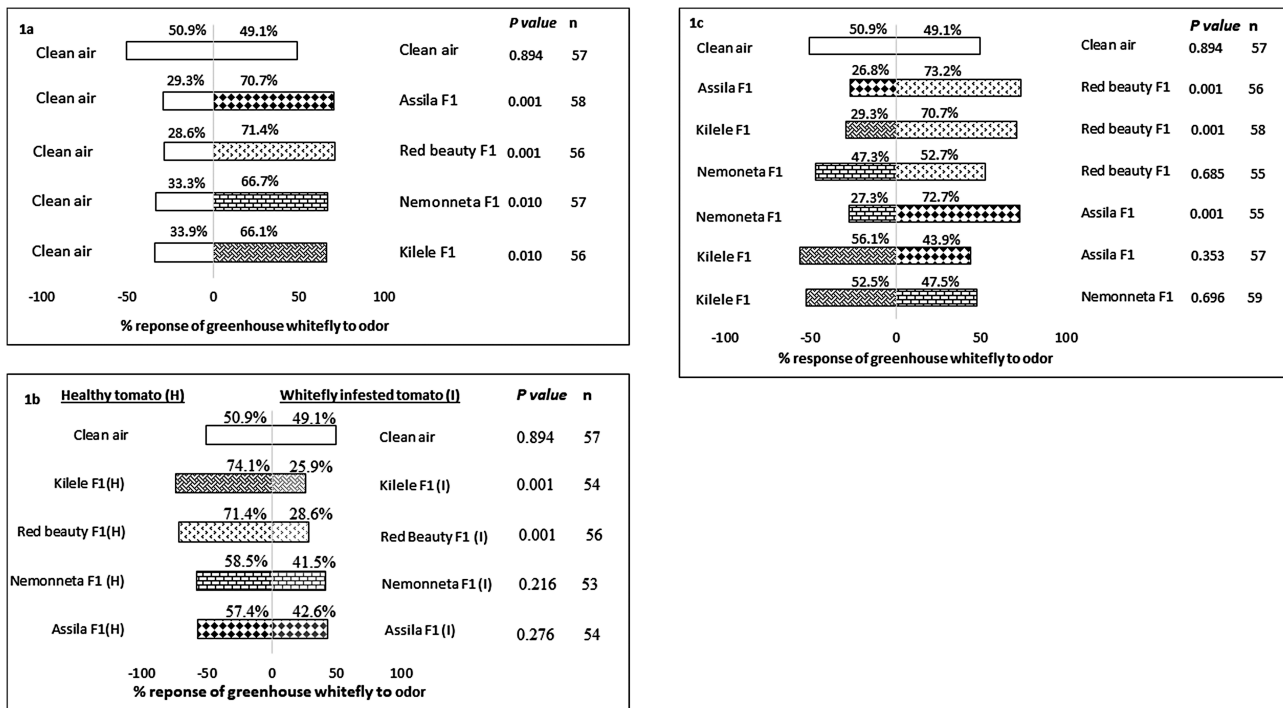 1a
P value n
50.9% 49.1%
Clean air Clean air 0.894 57
29.3% 70.7%
Clean air Assila F1 0.001 58
28.6% 71.4%
Clean air Red beauty F1 0.001 56
33.3% 66.7%
Clean air Nemonneta F1 0.010 57
33.9% 66.1%
Clean air Kilele F1 0.010 56
-100 -50 0 50 100
% reponse of greenhouse whitefly to odor
1b Healthy tomato (H) Whitefly infested tomato (I) P value n
50.9% 49.1%
Clean air Clean air 0.894 57
74.1% 25.9%
Kilele F1(H) Kilele F1 (I) 0.001 54
71.4% 28.6%
Red beauty F1(H) Red Beauty F1 (I) 0.001 56
58.5% 41.5%
Nemonneta F1 (H) Nemonneta F1 (I) 0.216 53
57.4% 42.6%
Assila F1(H) Assila F1 (I) 0.276 54
-100 -50 0 50 100
% reponse of greenhouse whitefly to odor
1c
P value n
50.9% 49.1%
Clean air Clean air 0.894 57
26.8% 73.2%
Assila F1 Red beauty F1 0.001 56
29.3% 70.7%
Kilele F1 Red beauty F1 0.001 58
47.3% 52.7%
Nemoneta F1 Red beauty F1 0.685 55
27.3% 72.7%
Nemoneta F1 Assila F1 0.001 55
56.1% 43.9%
Kilele F1 Assila F1 0.353 57
52.5% 47.5%
Kilele F1 Nemonneta F1 0.696 59
-100 -50 0 50 100
% response of greenhouse whitefly to odor